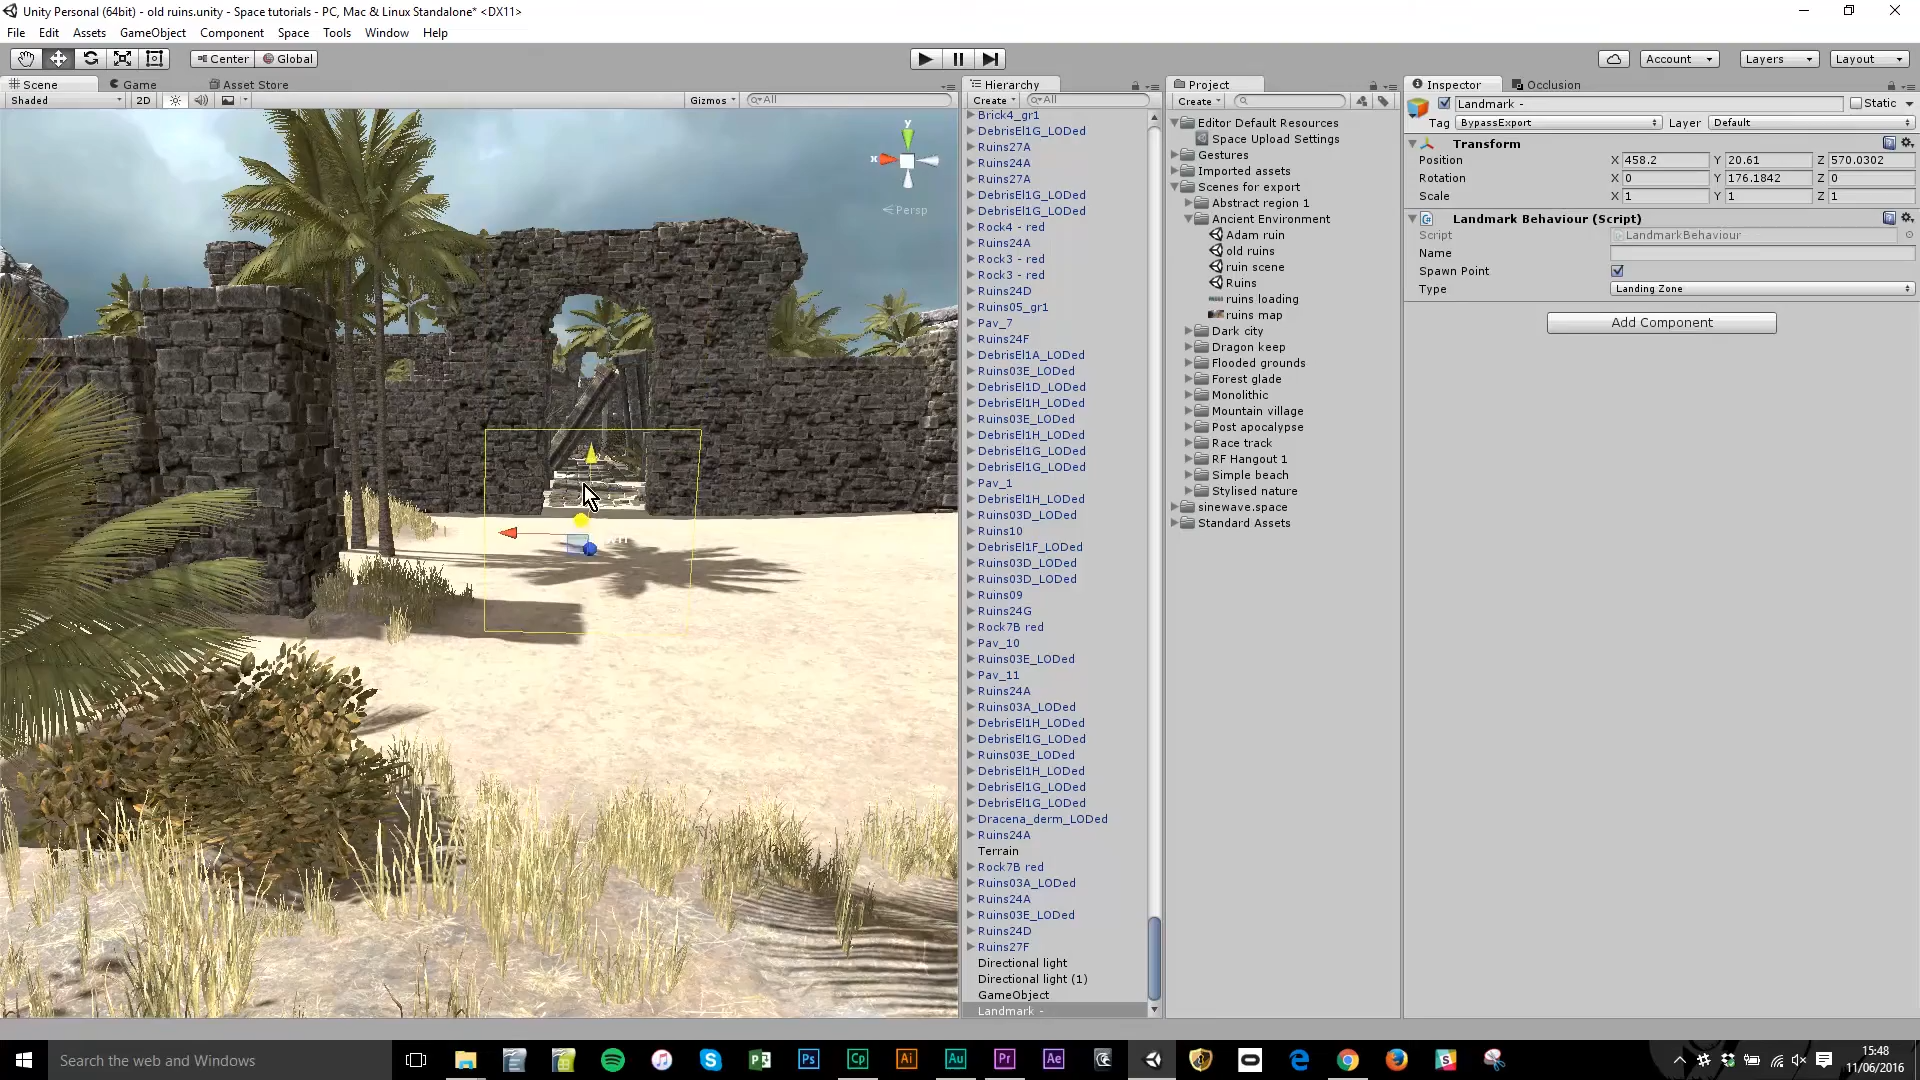 Unity Personal (64bit) - old ruins.unity - Space tutorials - PC, Mac & Linux Standalone* <DX11>
File Edit Assets GameObject Component Space Tools Window Help
Center Global Account Layers Layout
Scene Game Asset Store
Shaded 2D Gizmos All
y
x
Persp
Hierarchy
Create All
Brick4_gr1
DebrisEl1G_LODed
Ruins27A
Ruins24A
Ruins27A
DebrisEl1G_LODed
DebrisEl1G_LODed
Rock4 - red
Ruins24A
Rock3 - red
Rock3 - red
Ruins24D
Ruins05_gr1
Pav_7
Ruins24F
DebrisEl1A_LODed
Ruins03E_LODed
DebrisEl1D_LODed
DebrisEl1H_LODed
Ruins03E_LODed
DebrisEl1H_LODed
DebrisEl1G_LODed
DebrisEl1G_LODed
Pav_1
DebrisEl1H_LODed
Ruins03D_LODed
Ruins10
DebrisEl1F_LODed
Ruins03D_LODed
Ruins03D_LODed
Ruins09
Ruins24G
Rock7B red
Pav_10
Ruins03E_LODed
Pav_11
Ruins24A
Ruins03A_LODed
DebrisEl1H_LODed
DebrisEl1G_LODed
Ruins03E_LODed
DebrisEl1H_LODed
DebrisEl1G_LODed
DebrisEl1G_LODed
Dracena_derm_LODed
Ruins24A
Terrain
Rock7B red
Ruins03A_LODed
Ruins24A
Ruins03E_LODed
Ruins24D
Ruins27F
Directional light
Directional light (1)
GameObject
Landmark -
Project
Create
Editor Default Resources
Space Upload Settings
Gestures
Imported assets
Scenes for export
Abstract region 1
Ancient Environment
Adam ruin
old ruins
ruin scene
Ruins
ruins loading
ruins map
Dark city
Dragon keep
Flooded grounds
Forest glade
Monolithic
Mountain village
Post apocalypse
Race track
RF Hangout 1
Simple beach
Stylised nature
sinewave.space
Standard Assets
Inspector Occlusion
Landmark - Static
Tag BypassExport Layer Default
Transform
Position X 458.2 Y 20.61 Z 570.0302
Rotation X 0 Y 176.1842 Z 0
Scale X 1 Y 1 Z 1
Landmark Behaviour (Script)
Script LandmarkBehaviour
Name
Spawn Point
Type Landing Zone
Add Component
Search the web and Windows
Ps Cp Ai Au Pr Ae
15:48
11/06/2016